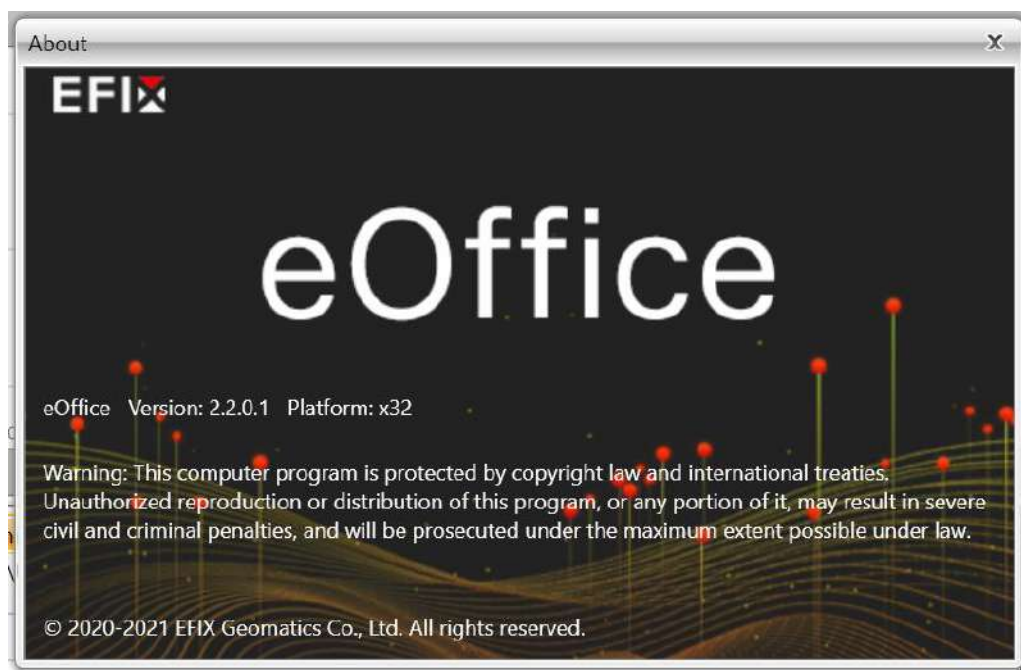 About
EFIX
eOffice
eOffice Version: 2.2.0.1 Platform: x32
Warning: This computer program is protected by copyright law and international treaties.
Unauthorized reproduction or distribution of this program, or any portion of it, may result in severe
civil and criminal penalties, and will be prosecuted under the maximum extent possible under law.
© 2020-2021 EFIX Geomatics Co., Ltd. All rights reserved.